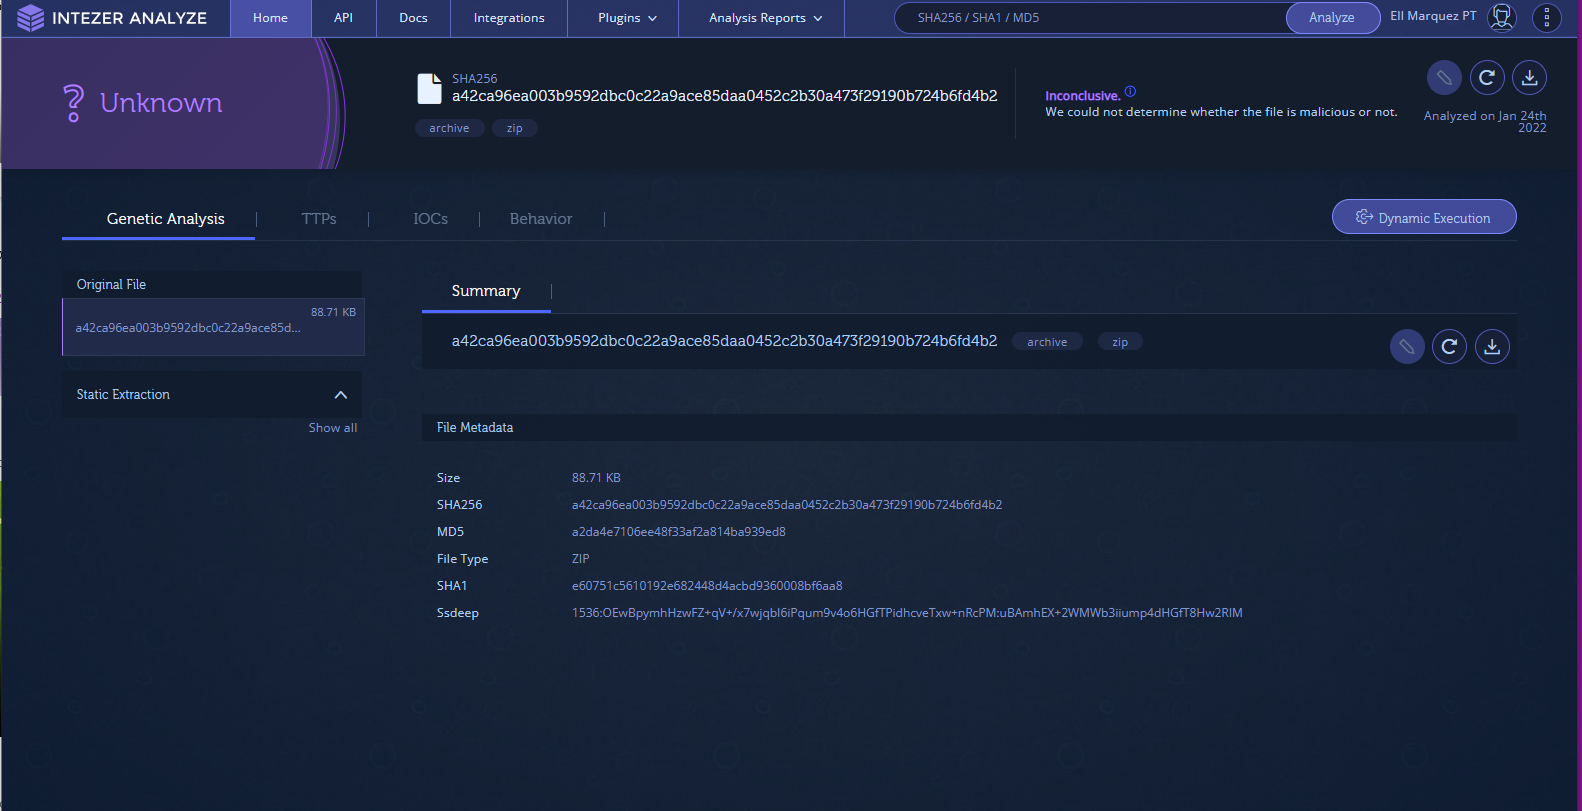 INTEZER ANALYZE
Home
API
Docs
Integrations
Plugins
Analysis Reports
SHA256 / SHA1 / MD5
Analyze
Ell Marquez PT
? Unknown
SHA256
a42ca96ea003b9592dbc0c22a9ace85daa0452c2b30a473f29190b724b6fd4b2
archive
zip
Inconclusive.
We could not determine whether the file is malicious or not.
Analyzed on Jan 24th
2022
Genetic Analysis
TTPs
IOCs
Behavior
Dynamic Execution
Original File
88.71 KB
a42ca96ea003b9592dbc0c22a9ace85d...
Static Extraction
Show all
Summary
a42ca96ea003b9592dbc0c22a9ace85daa0452c2b30a473f29190b724b6fd4b2
archive
zip
File Metadata
Size 88.71 KB
SHA256 a42ca96ea003b9592dbc0c22a9ace85daa0452c2b30a473f29190b724b6fd4b2
MD5 a2da4e7106ee48f33af2a814ba939ed8
File Type ZIP
SHA1 e60751c5610192e682448d4acbd9360008bf6aa8
Ssdeep 1536:OEwBpymhHzwFZ+qV+/x7wjqbl6iPqum9v4o6HGfTPidhcveTxw+nRcPM:uBAmhEX+2WMWb3iiump4dHGfT8Hw2RIM